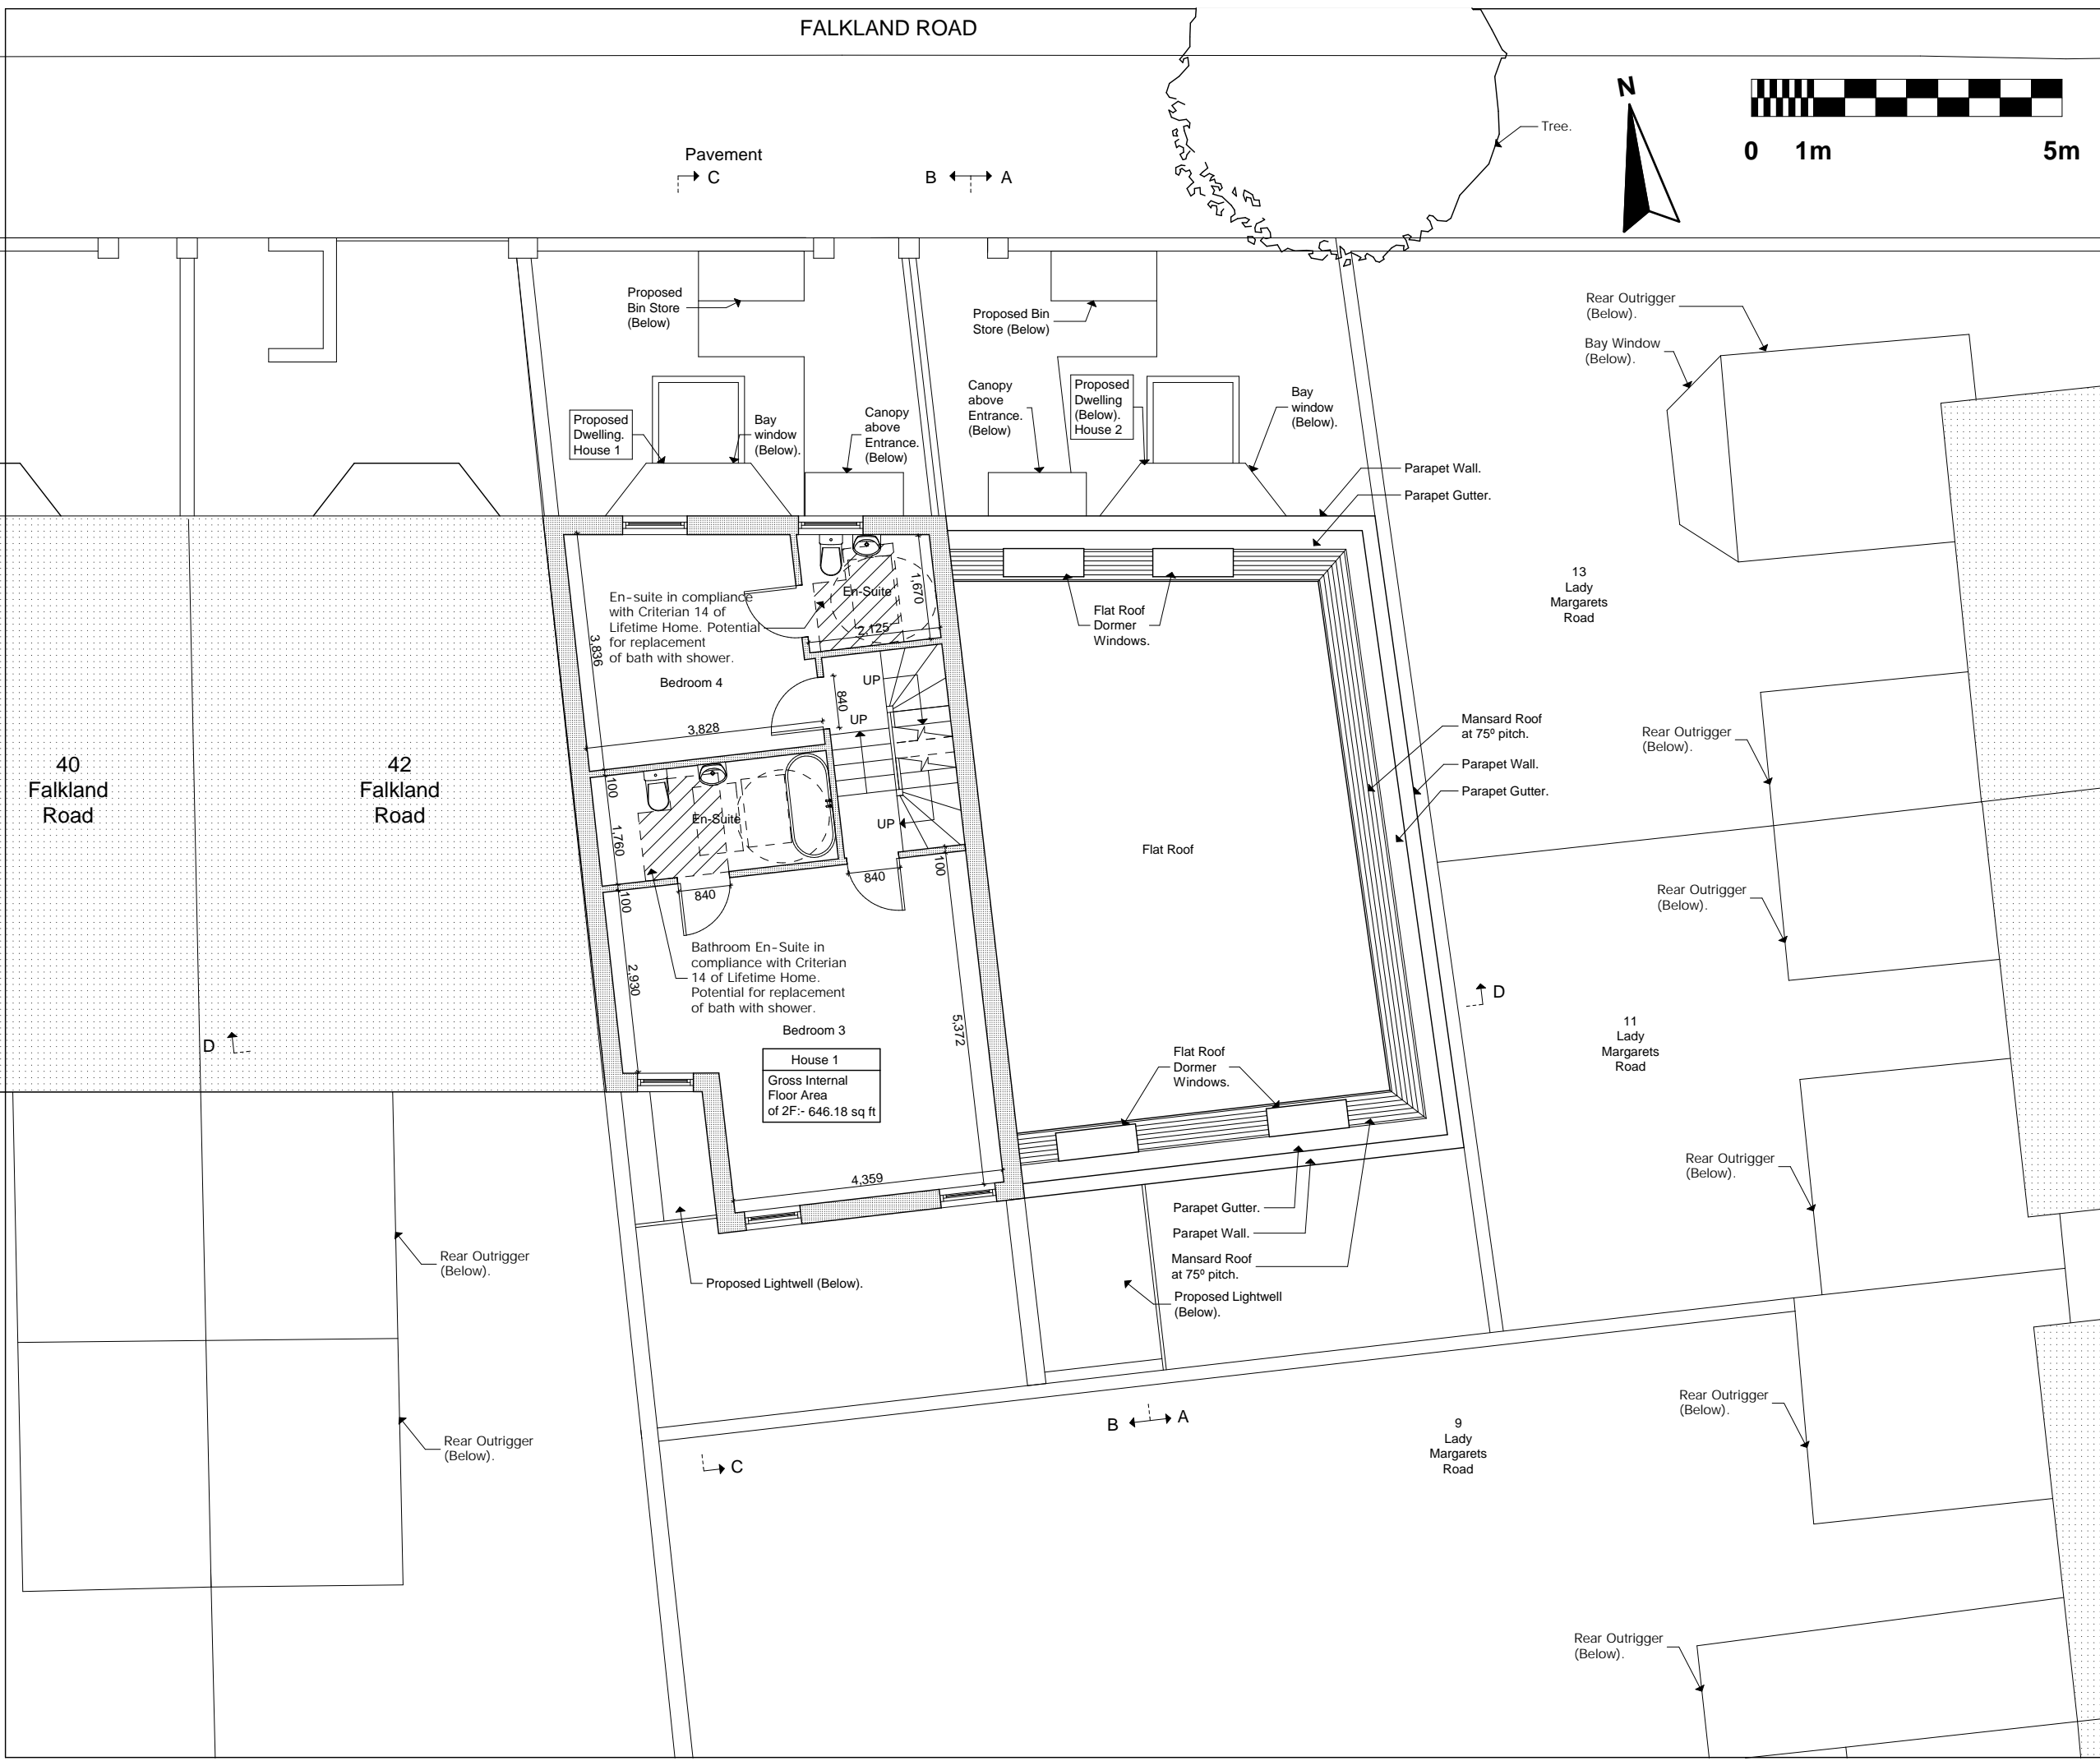 FALKLAND ROAD
N
0 1m 5m
Tree.
Pavement
C
B A
Proposed
Bin Store
(Below)
Proposed Bin
Store (Below)
Rear Outrigger
(Below).
Bay Window
(Below).
Proposed
Dwelling.
House 1
Bay
window
(Below).
Canopy
above
Entrance.
(Below)
Canopy
above
Entrance.
(Below)
Proposed
Dwelling
(Below).
House 2
Bay
window
(Below).
Parapet Wall.
Parapet Gutter.
13
Lady
Margarets
Road
En-suite in compliance
with Criterian 14 of
Lifetime Home. Potential
for replacement
of bath with shower.
En-Suite
1,670
2,125
3,836
Bedroom 4
3,828
840
UP
UP
UP
Flat Roof
Dormer
Windows.
Mansard Roof
at 75º pitch.
Parapet Wall.
Parapet Gutter.
Rear Outrigger
(Below).
40
Falkland
Road
42
Falkland
Road
100
1,760
En-Suite
100
840
840
100
Flat Roof
Rear Outrigger
(Below).
2,930
Bathroom En-Suite in
compliance with Criterian
14 of Lifetime Home.
Potential for replacement
of bath with shower.
Bedroom 3
5,372
House 1
Gross Internal
Floor Area
of 2F:- 646.18 sq ft
D
D
11
Lady
Margarets
Road
Flat Roof
Dormer
Windows.
4,359
Rear Outrigger
(Below).
Parapet Gutter.
Parapet Wall.
Mansard Roof
at 75º pitch.
Proposed Lightwell
(Below).
Proposed Lightwell (Below).
Rear Outrigger
(Below).
Rear Outrigger
(Below).
B A
C
9
Lady
Margarets
Road
Rear Outrigger
(Below).
Rear Outrigger
(Below).